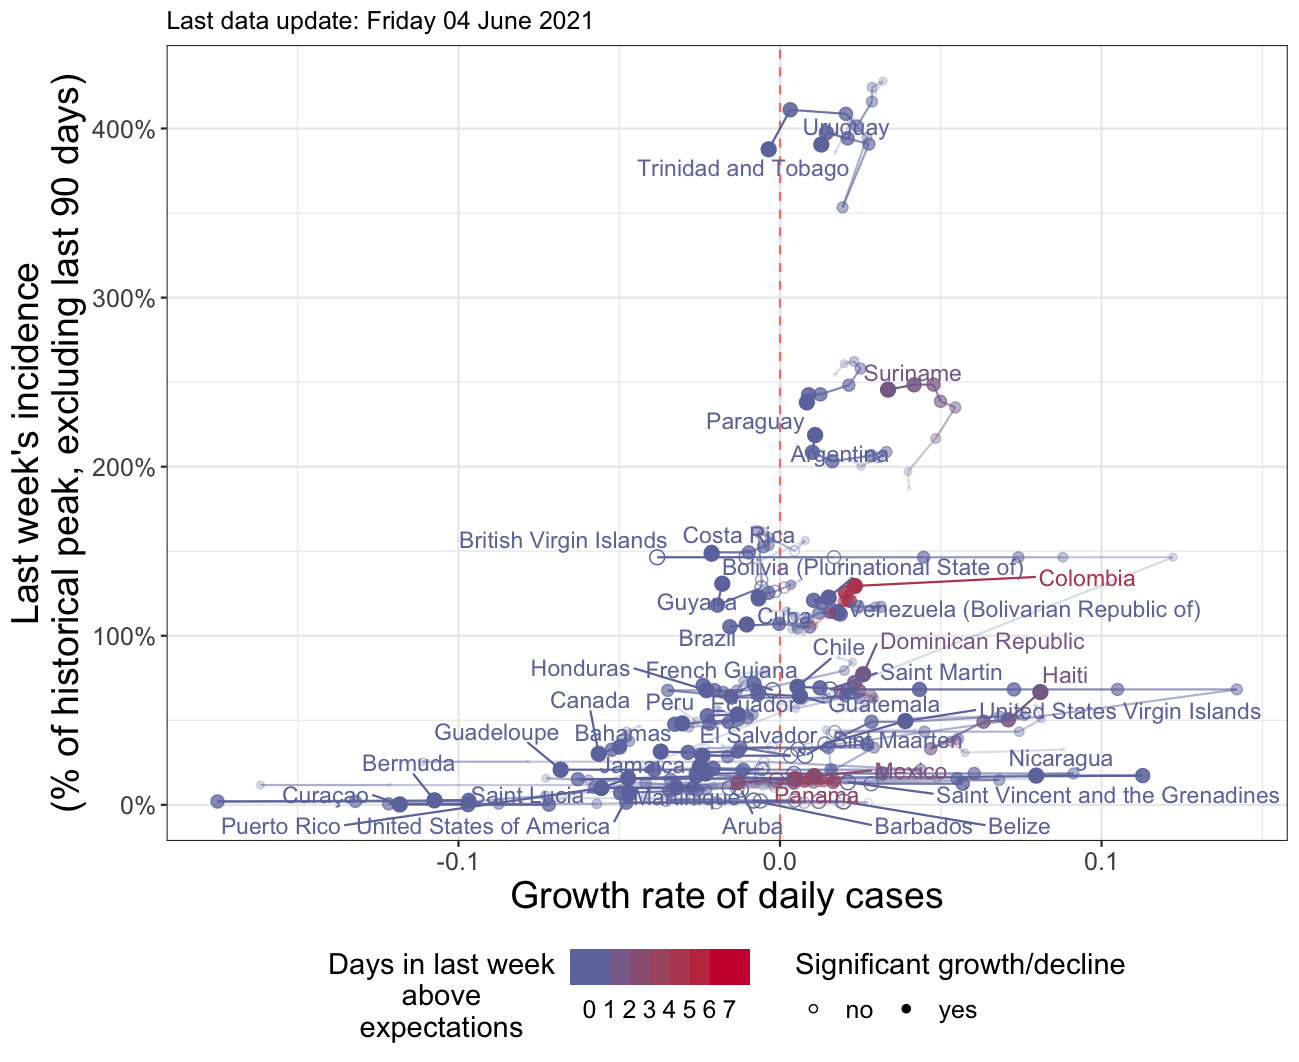 Last data update: Friday 04 June 2021
Last week's incidence
(% of historical peak, excluding last 90 days)
400%
300%
200%
100%
0%
Uruguay
Trinidad and Tobago
Suriname
Paraguay
Argentina
British Virgin Islands
Costa Rica
Bolivia (Plurinational State of)
Colombia
Guyana
Cuba
Venezuela (Bolivarian Republic of)
Brazil
Chile
Dominican Republic
Honduras
French Guiana
Saint Martin
Haiti
Canada
Peru
Ecuador
Guatemala
United States Virgin Islands
Guadeloupe
Bahamas
El Salvador
Sint Maarten
Nicaragua
Bermuda
Jamaica
Mexico
Curaçao
Saint Lucia
Martinique
Panama
Saint Vincent and the Grenadines
Puerto Rico
United States of America
Aruba
Barbados
Belize
-0.1
0.0
0.1
Growth rate of daily cases
Days in last week
above
expectations
0 1 2 3 4 5 6 7
Significant growth/decline
no
yes